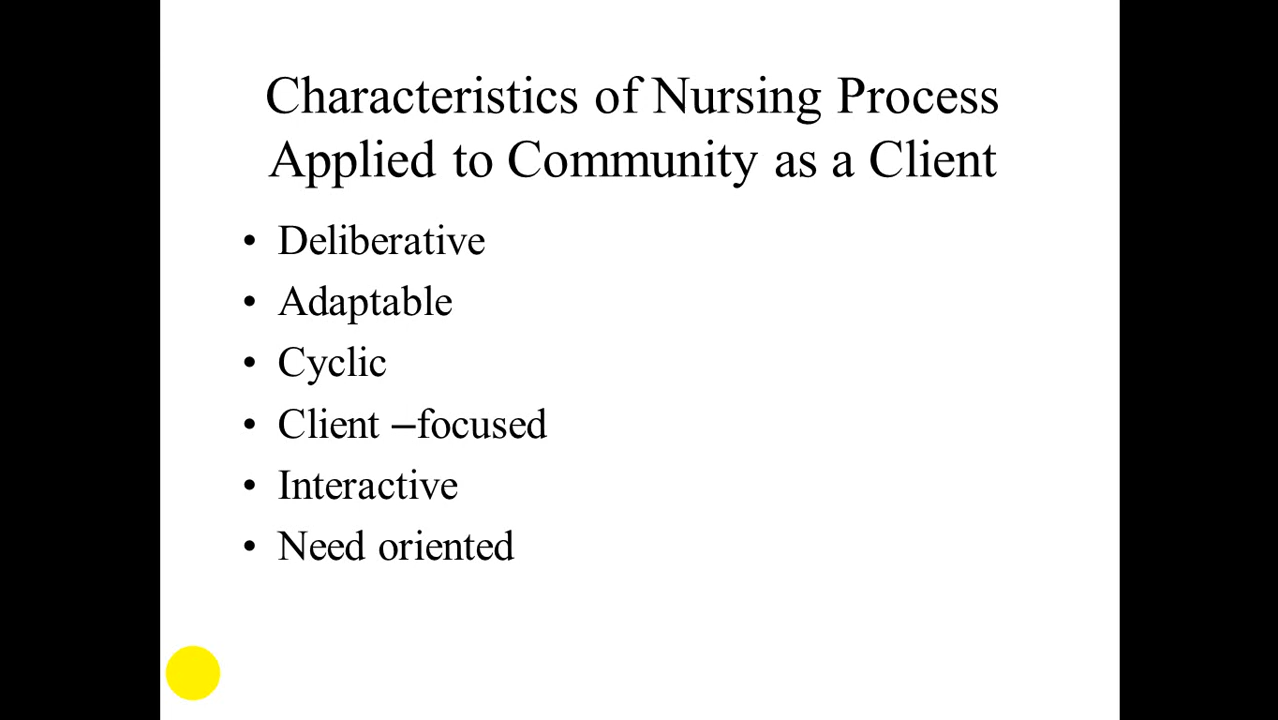 Characteristics of Nursing Process
Applied to Community as a Client
• Deliberative
• Adaptable
• Cyclic
• Client –focused
• Interactive
• Need oriented